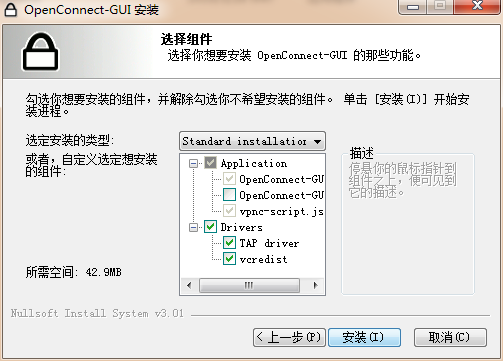 OpenConnect-GUI 安装
选择组件
选择你想要安装 OpenConnect-GUI 的那些功能。
勾选你想要安装的组件，并解除勾选你不希望安装的组件。 单击 [安装(I)] 开始
安装进程。
选定安装的类型:
Standard installation
或者，自定义选定想安装
的组件:
Application
OpenConnect-GU
OpenConnect-GU
vpnc-script.js
Drivers
TAP driver
vcredist
描述
停悬你的鼠标指针到
组件之上，便可见到
它的描述。
所需空间: 42.9MB
Nullsoft Install System v3.01
< 上一步(P)
安装(I)
取消(C)